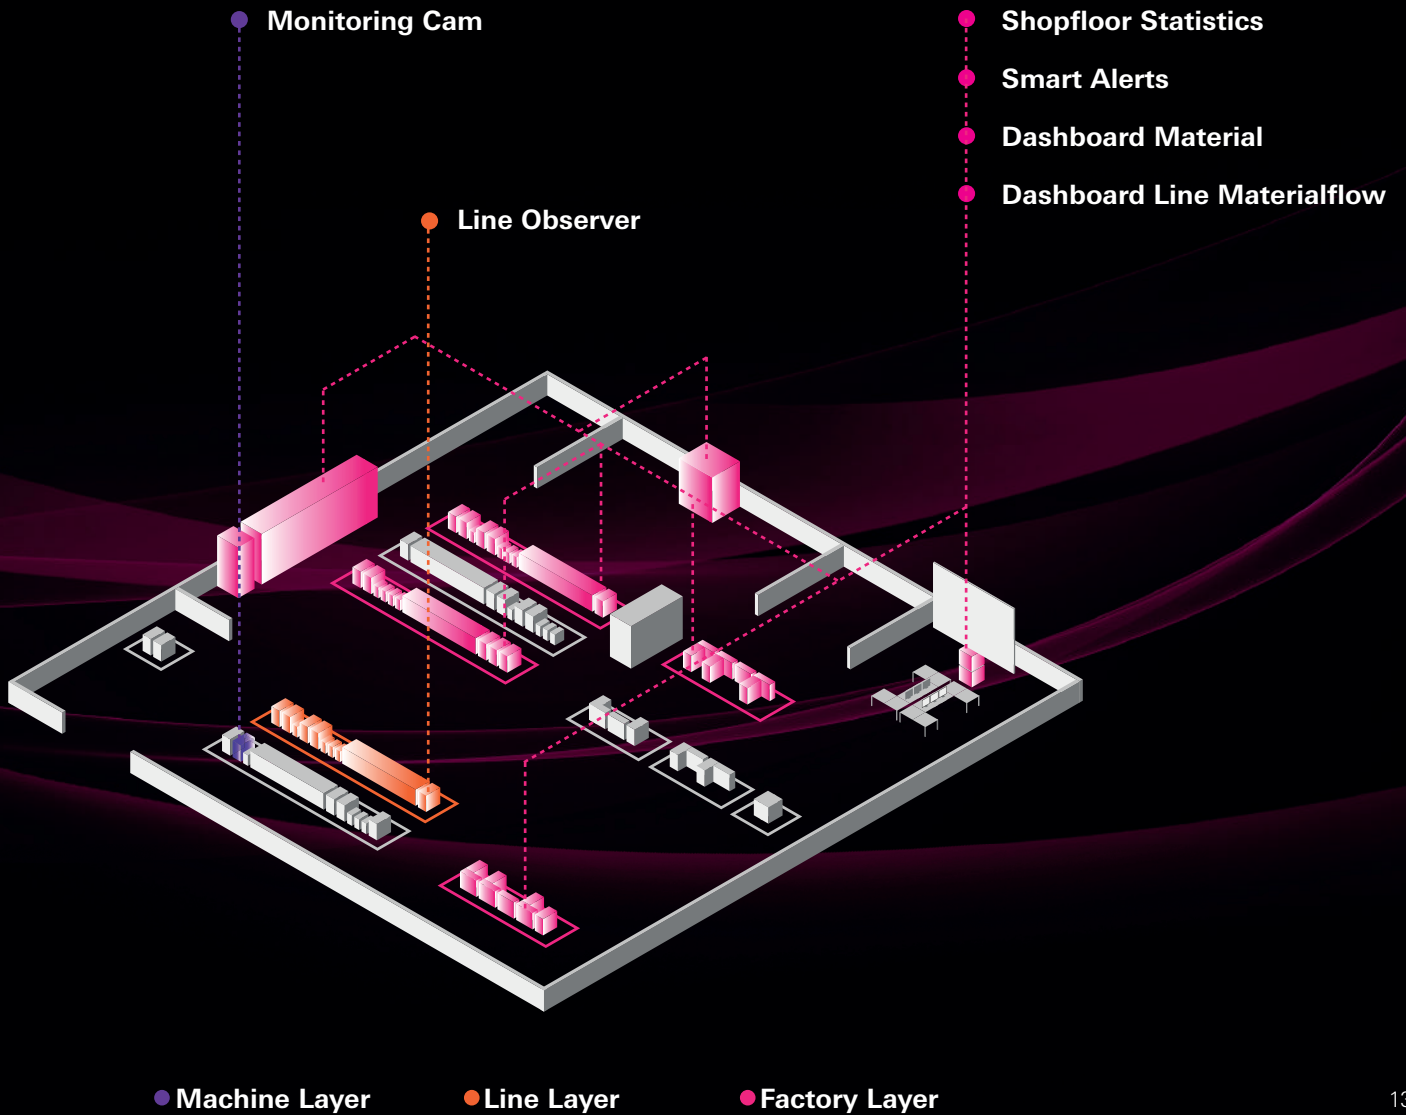 Monitoring Cam
Shopfloor Statistics
Smart Alerts
Dashboard Material
Dashboard Line Materialflow
Line Observer
Machine Layer
Line Layer
Factory Layer
13